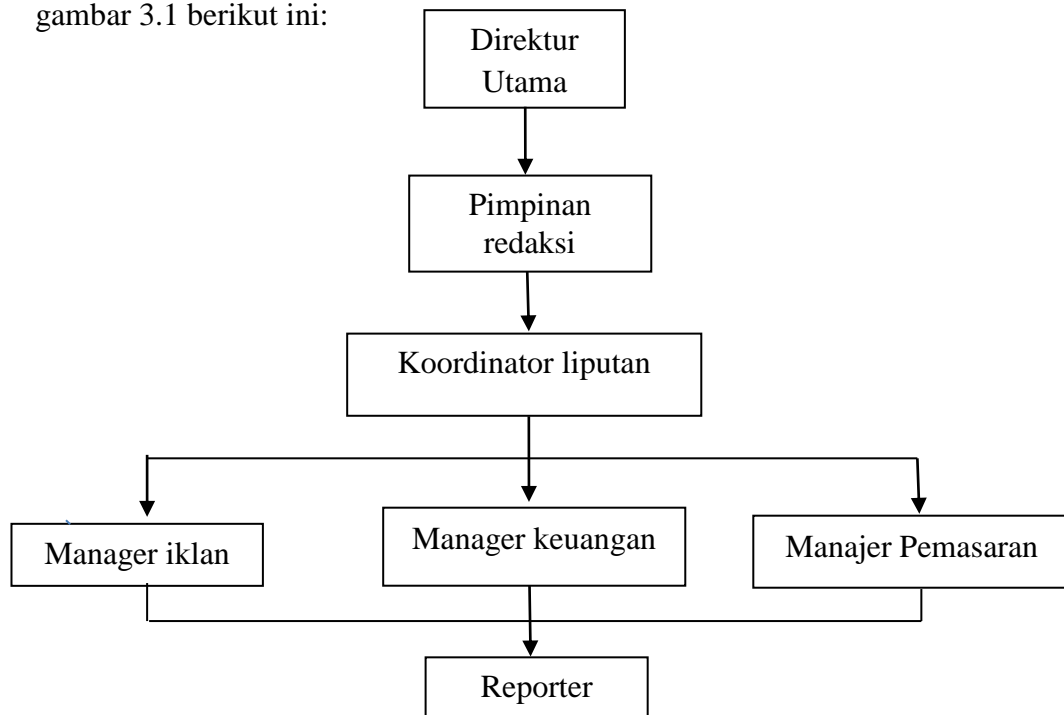 gambar 3.1 berikut ini:
Direktur
Utama
Pimpinan
redaksi
Koordinator liputan
Manager iklan
Manager keuangan
Manajer Pemasaran
Reporter